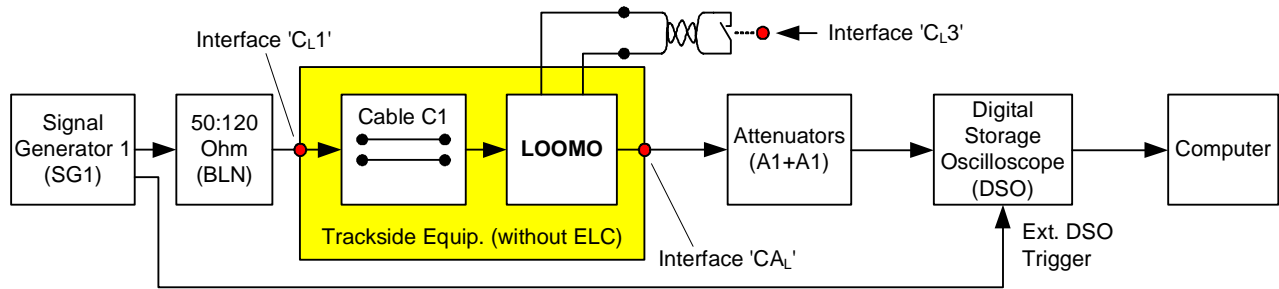 Interface 'CL1'
Interface 'CL3'
Signal
Generator 1
(SG1)
50:120
Ohm
(BLN)
Cable C1
LOOMO
Trackside Equip. (without ELC)
Interface 'CAL'
Attenuators
(A1+A1)
Digital
Storage
Oscilloscope
(DSO)
Ext. DSO
Trigger
Computer